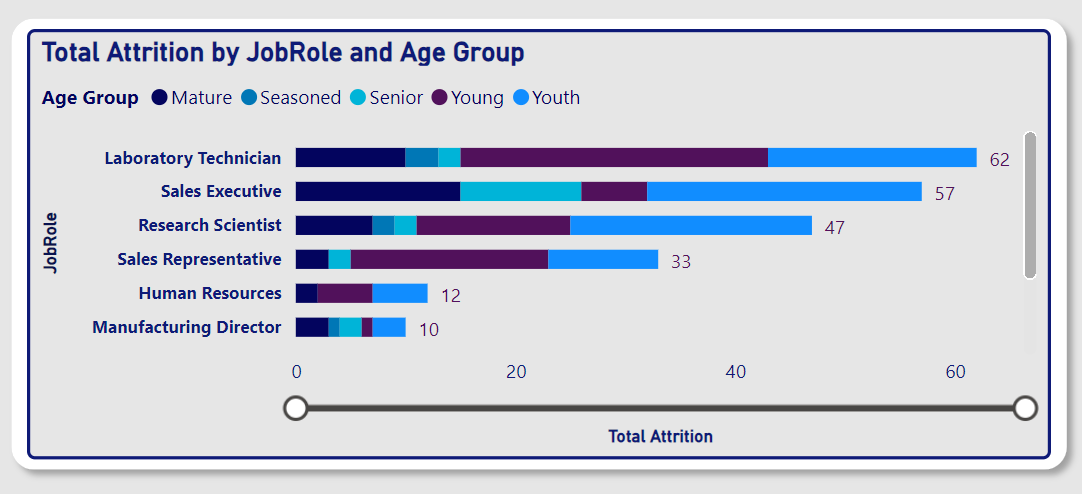 Total Attrition by JobRole and Age Group
Age Group Mature Seasoned Senior Young Youth
JobRole
Laboratory Technician 62
Sales Executive 57
Research Scientist 47
Sales Representative 33
Human Resources 12
Manufacturing Director 10
0 20 40 60
Total Attrition